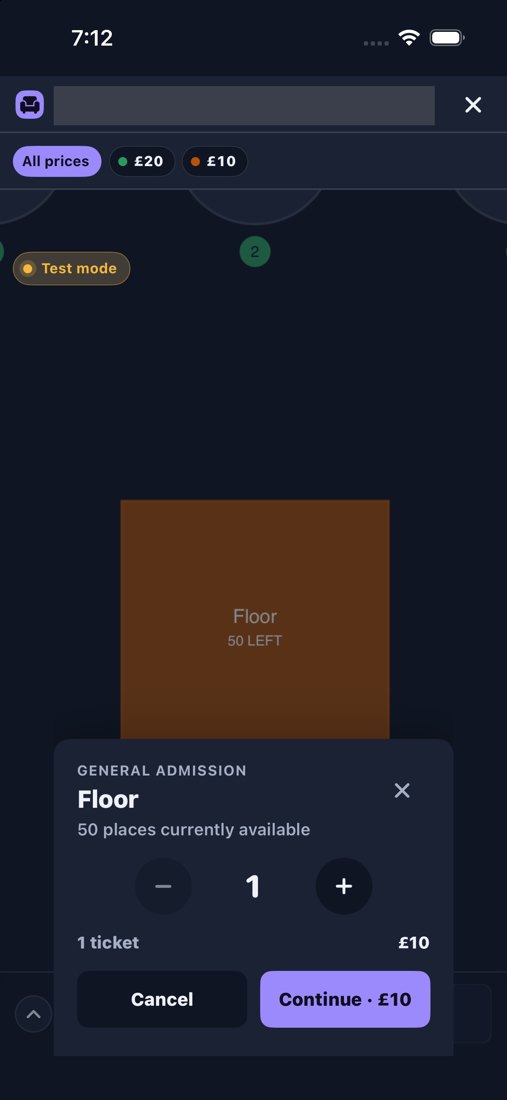 7:12
All prices
£20
£10
2
Test mode
Floor
50 LEFT
GENERAL ADMISSION
Floor
50 places currently available
1
1 ticket
£10
Cancel
Continue · £10